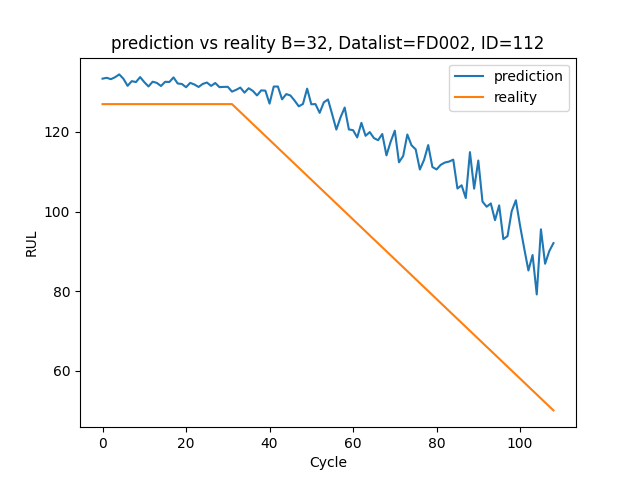 prediction vs reality B=32, Datalist=FD002, ID=112
prediction
reality
RUL
120
100
80
60
0 20 40 60 80 100
Cycle